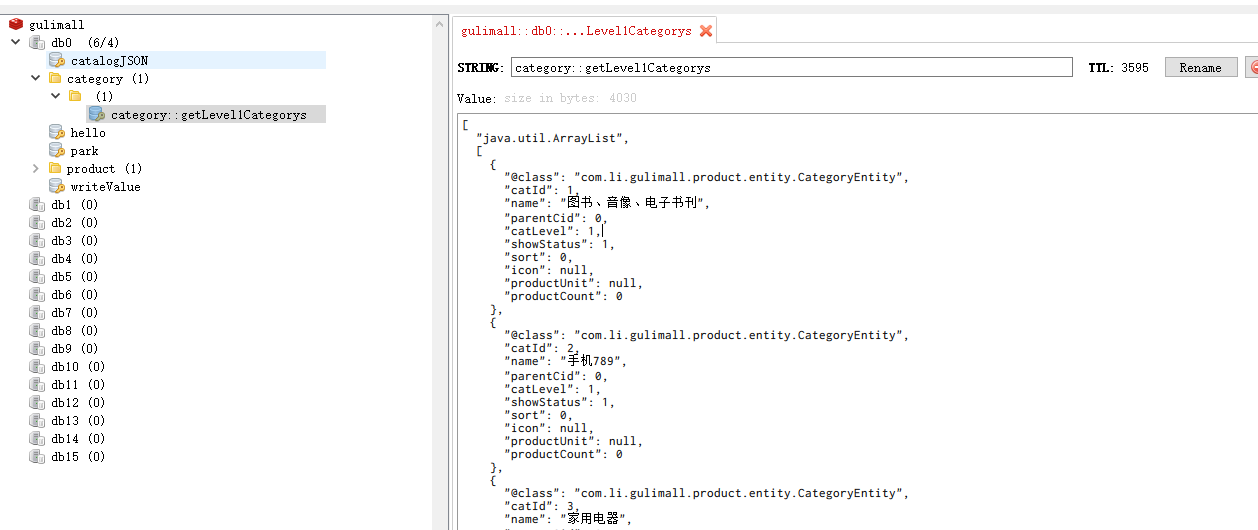 gulimall
db0 (6/4)
catalogJSON
category (1)
(1)
category::getLevel1Categorys
hello
park
product (1)
writeValue
db1 (0)
db2 (0)
db3 (0)
db4 (0)
db5 (0)
db6 (0)
db7 (0)
db8 (0)
db9 (0)
db10 (0)
db11 (0)
db12 (0)
db13 (0)
db14 (0)
db15 (0)
gulimall::db0::...Level1Categorys
STRING: category::getLevel1Categorys TTL: 3595 Rename
Value: size in bytes: 4030
[
"java.util.ArrayList",
[
{
"@class": "com.li.gulimall.product.entity.CategoryEntity",
"catId": 1,
"name": "图书、音像、电子书刊",
"parentCid": 0,
"catLevel": 1,
"showStatus": 1,
"sort": 0,
"icon": null,
"productUnit": null,
"productCount": 0
},
{
"@class": "com.li.gulimall.product.entity.CategoryEntity",
"catId": 2,
"name": "手机789",
"parentCid": 0,
"catLevel": 1,
"showStatus": 1,
"sort": 0,
"icon": null,
"productUnit": null,
"productCount": 0
},
{
"@class": "com.li.gulimall.product.entity.CategoryEntity",
"catId": 3,
"name": "家用电器",